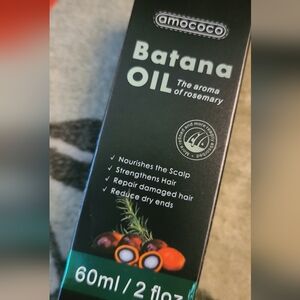 amococo
Batana
OIL
The aroma
of rosemary
✓ Nourishes the Scalp
✓ Strengthens Hair
✓ Repair damaged hair
✓ Reduce dry ends
60ml / 2 floz